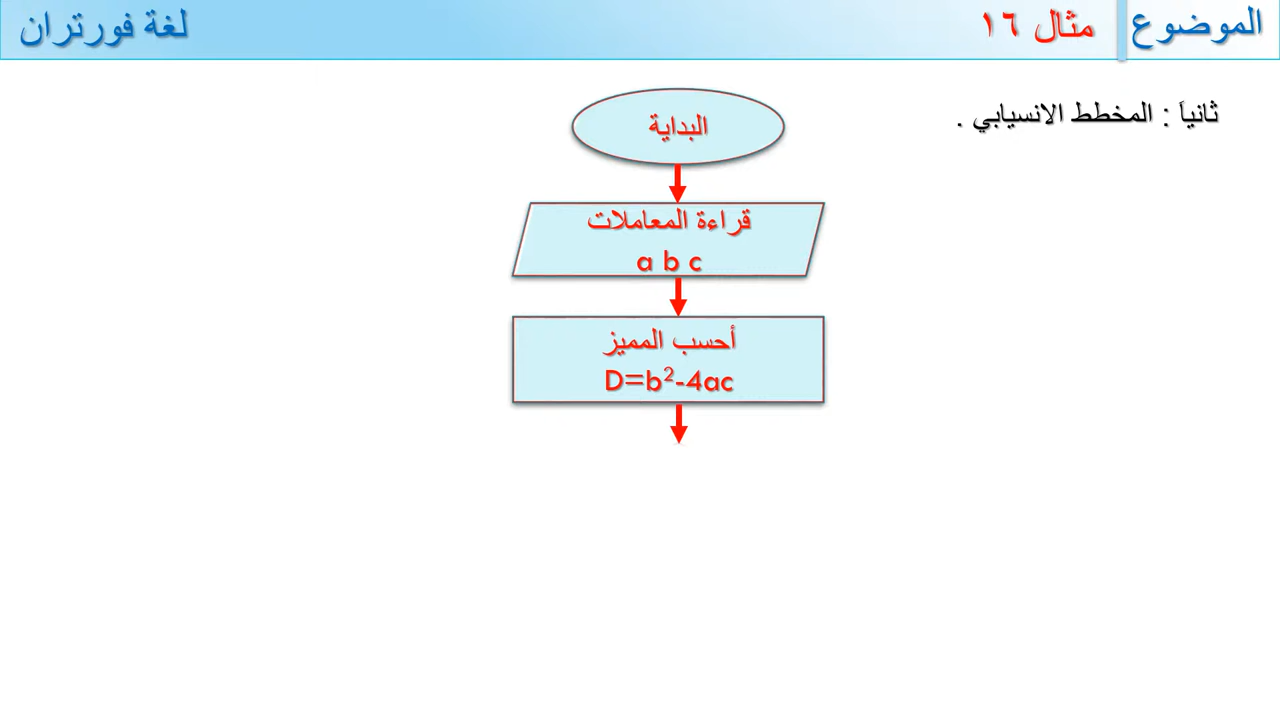 الموضوع
مثال ١٦
لغة فورتران
ثانياً : المخطط الانسيابي .
البداية
قراءة المعاملات
a b c
أحسب المميز
D=b²-4ac